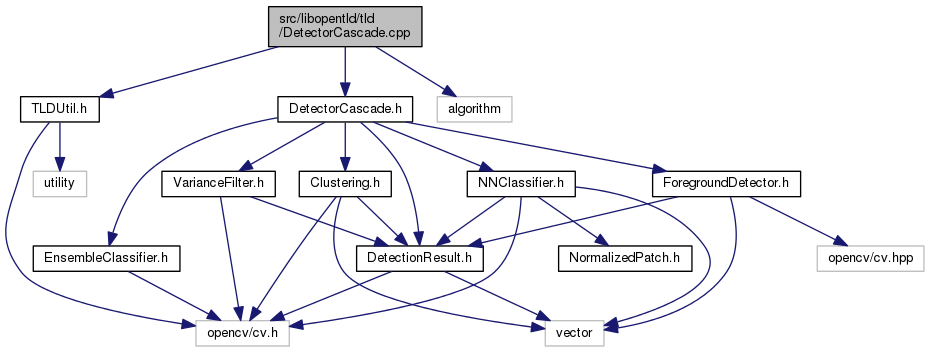 src/libopentld/tld
/DetectorCascade.cpp
TLDUtil.h
DetectorCascade.h
algorithm
utility
VarianceFilter.h
Clustering.h
NNClassifier.h
ForegroundDetector.h
EnsembleClassifier.h
DetectionResult.h
NormalizedPatch.h
opencv/cv.hpp
opencv/cv.h
vector